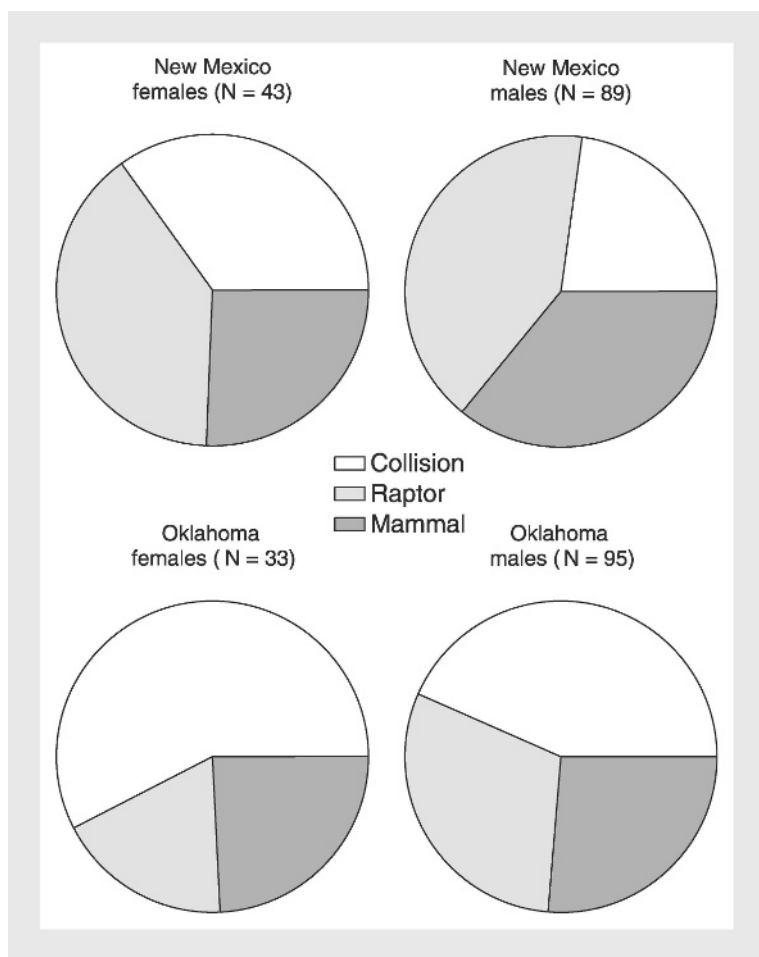 New Mexico
females (N = 43)
New Mexico
males (N = 89)
Collision
Raptor
Mammal
Oklahoma
females ( N = 33)
Oklahoma
males (N = 95)